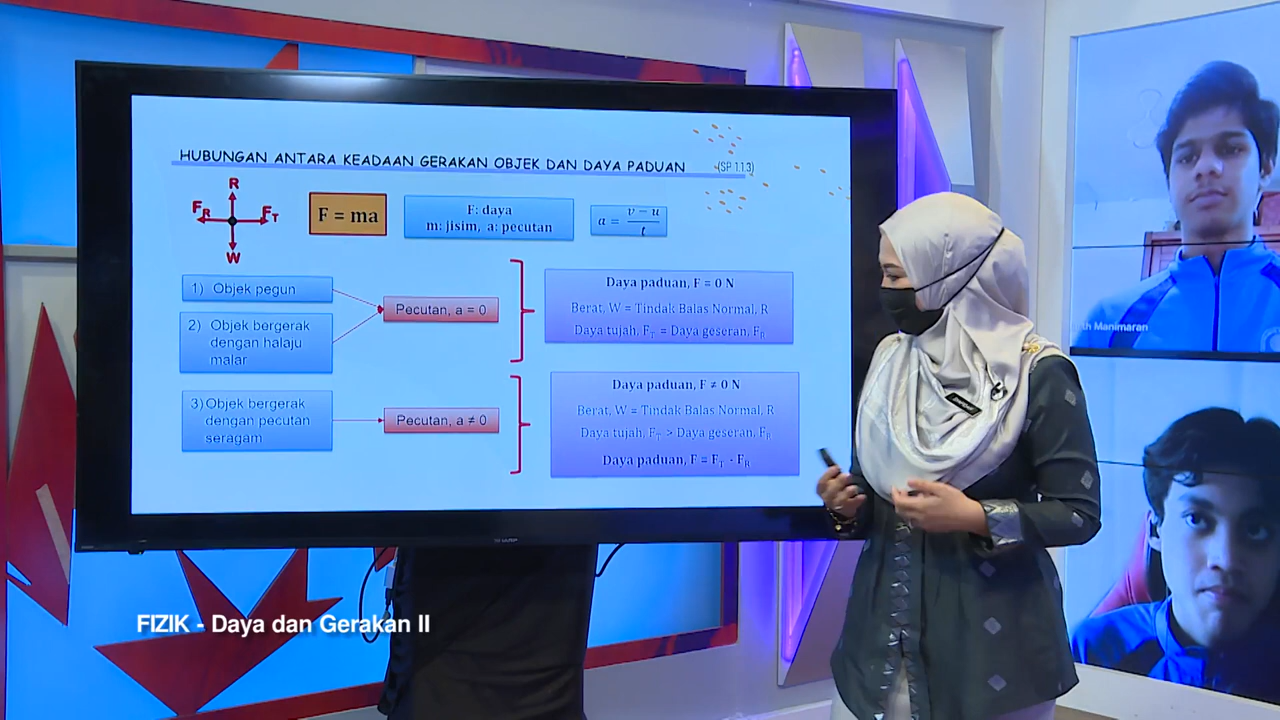 HUBUNGAN ANTARA KEADAAN GERAKAN OBJEK DAN DAYA PADUAN (SP 1.1.3)
R
F_R F_T
W
F = ma
F: daya
m: jisim, a: pecutan
a = (v − u)/t
1) Objek pegun
2) Objek bergerak
dengan halaju
malar
Pecutan, a = 0
Daya paduan, F = 0 N
Berat, W = Tindak Balas Normal, R
Daya tujah, F_T = Daya geseran, F_R
3) Objek bergerak
dengan pecutan
seragam
Pecutan, a ≠ 0
Daya paduan, F ≠ 0 N
Berat, W = Tindak Balas Normal, R
Daya tujah, F_T > Daya geseran, F_R
Daya paduan, F = F_T - F_R
th Manimaran
FIZIK - Daya dan Gerakan II